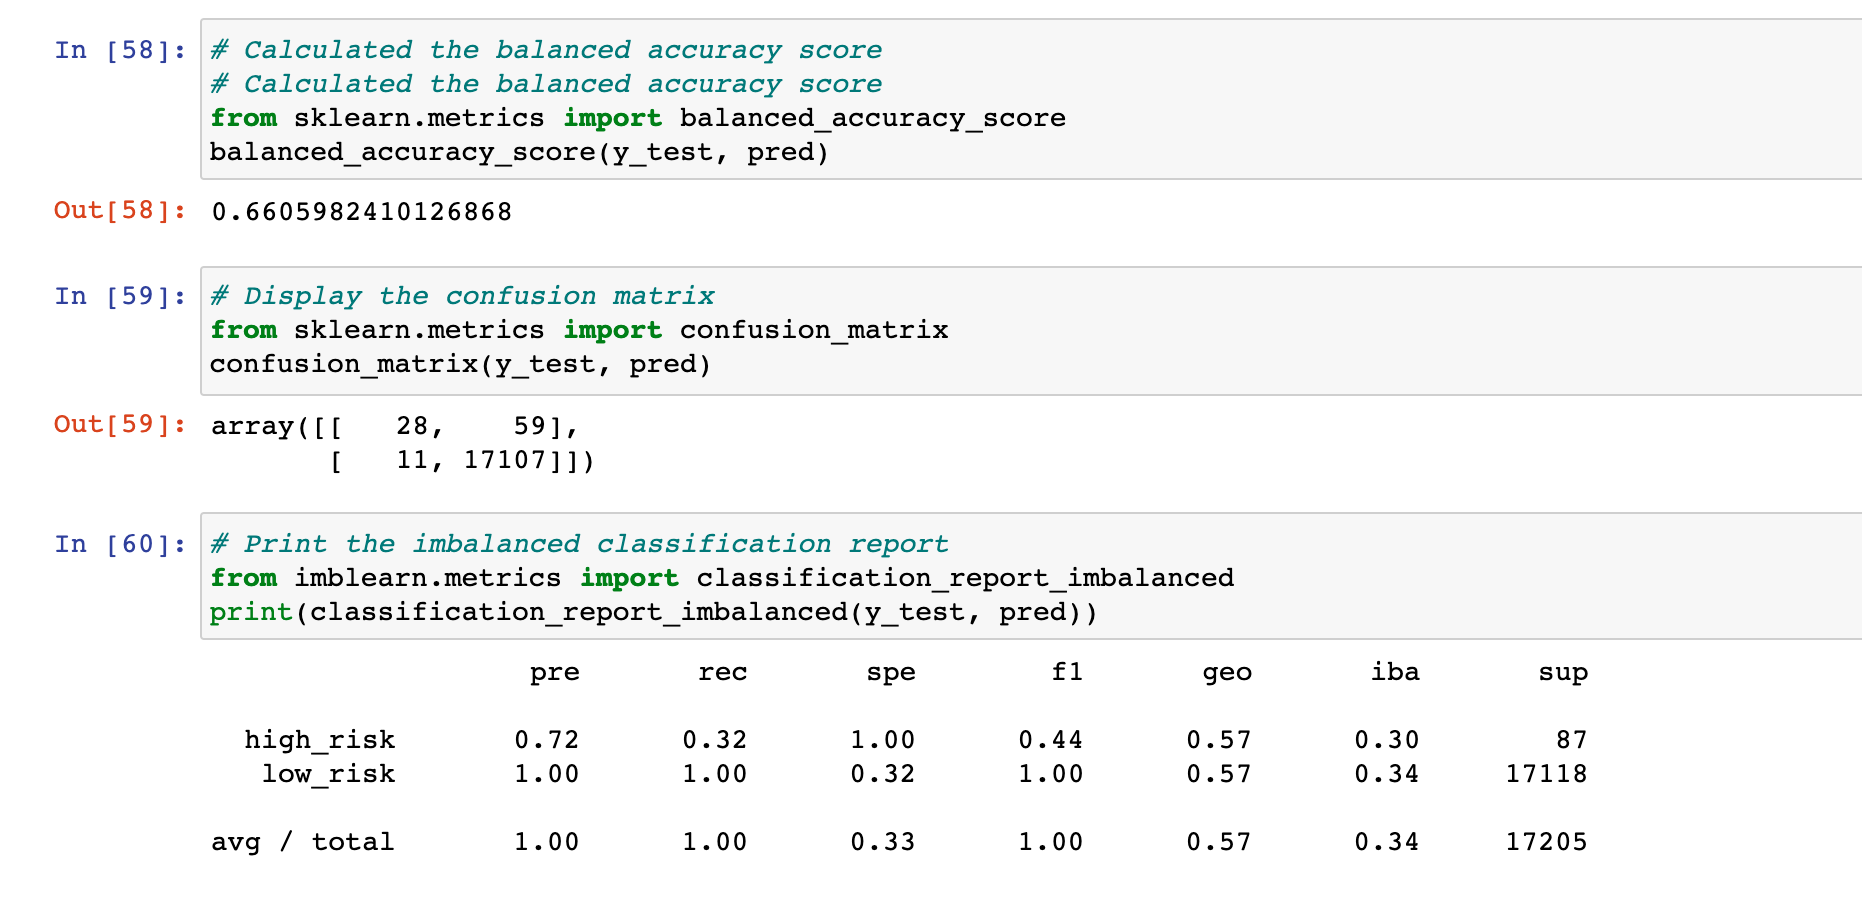 In [58]: # Calculated the balanced accuracy score
# Calculated the balanced accuracy score
from sklearn.metrics import balanced_accuracy_score
balanced_accuracy_score(y_test, pred)
Out[58]: 0.6605982410126868
In [59]: # Display the confusion matrix
from sklearn.metrics import confusion_matrix
confusion_matrix(y_test, pred)
Out[59]: array([[   28,    59],
       [   11, 17107]])
In [60]: # Print the imbalanced classification report
from imblearn.metrics import classification_report_imbalanced
print(classification_report_imbalanced(y_test, pred))
pre rec spe f1 geo iba sup
high_risk 0.72 0.32 1.00 0.44 0.57 0.30 87
low_risk 1.00 1.00 0.32 1.00 0.57 0.34 17118
avg / total 1.00 1.00 0.33 1.00 0.57 0.34 17205